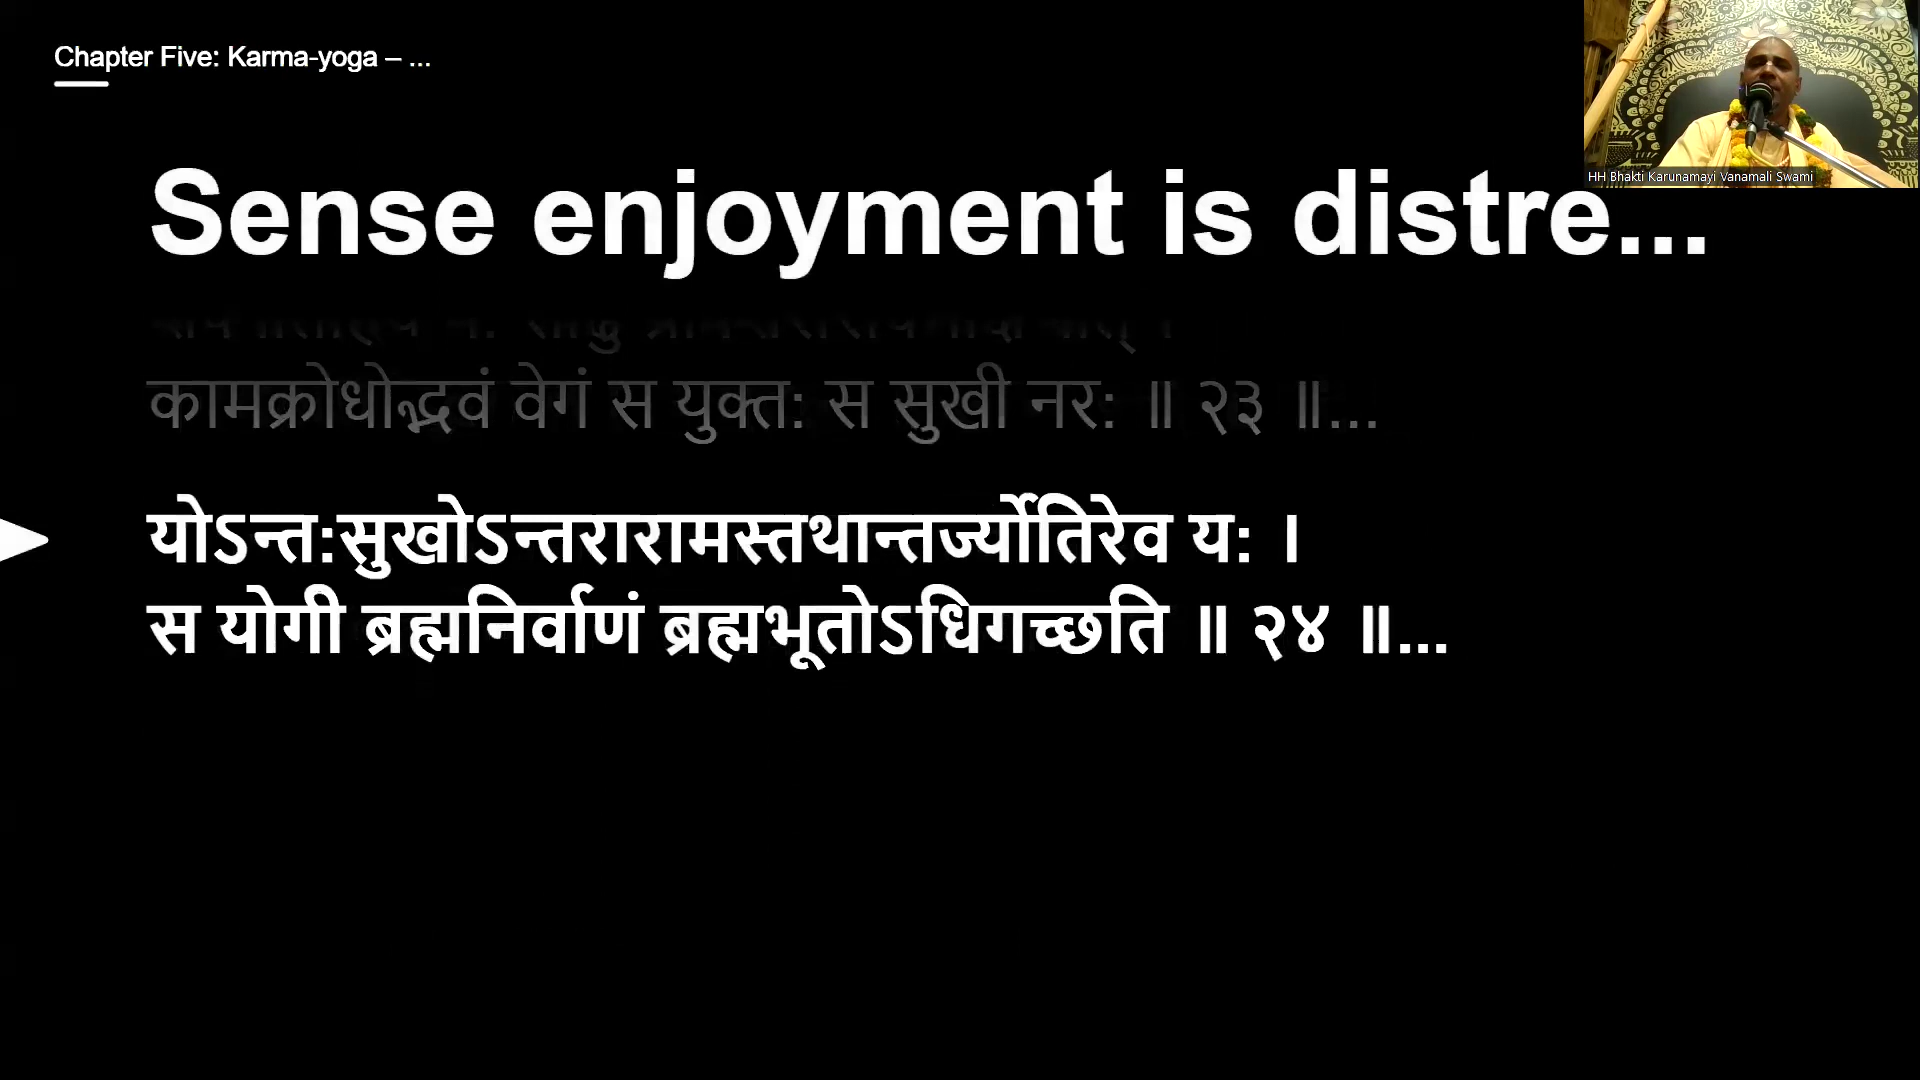 Chapter Five: Karma-yoga – ...
HH Bhakti Karunamayi Vanamali Swami
Sense enjoyment is distre...
कामक्रोधोद्भवं वेगं स युक्तः स सुखी नरः ॥ २३ ॥...
योऽन्तःसुखोऽन्तरारामस्तथान्तर्ज्योतिरेव यः ।
स योगी ब्रह्मनिर्वाणं ब्रह्मभूतोऽधिगच्छति ॥ २४ ॥...